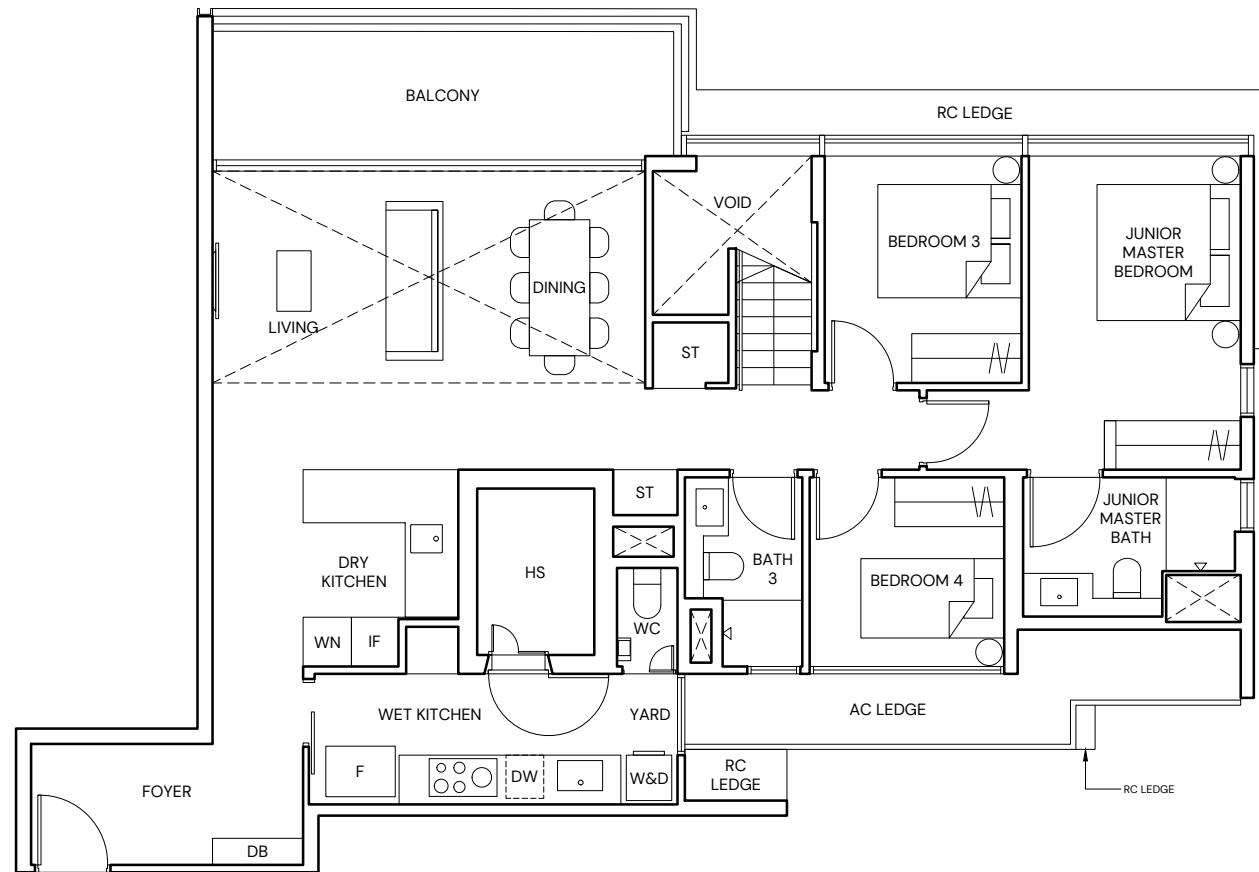 BALCONY
RC LEDGE
VOID
BEDROOM 3
JUNIOR
MASTER
BEDROOM
DINING
LIVING
ST
ST
DRY
KITCHEN
HS
BATH
3
BEDROOM 4
JUNIOR
MASTER
BATH
WN
IF
WC
WET KITCHEN
YARD
AC LEDGE
F
DW
W&D
RC
LEDGE
FOYER
RC LEDGE
DB